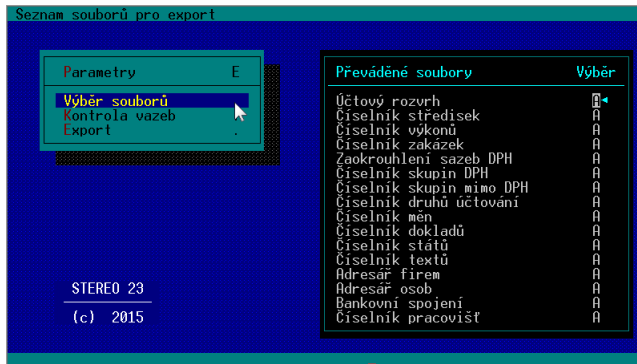 Seznam souborů pro export
Parametry E
Výběr souborů
Kontrola vazeb
Export .
Převáděné soubory Výběr
Účtový rozvrh A
Číselník středisek A
Číselník výkonů A
Číselník zakázek A
Zaokrouhlení sazeb DPH A
Číselník skupin DPH A
Číselník skupin mimo DPH A
Číselník druhů účtování A
Číselník měn A
Číselník dokladů A
Číselník států A
Číselník textů A
Adresář firem A
Adresář osob A
Bankovní spojení A
Číselník pracovišť A
STEREO 23
(c) 2015